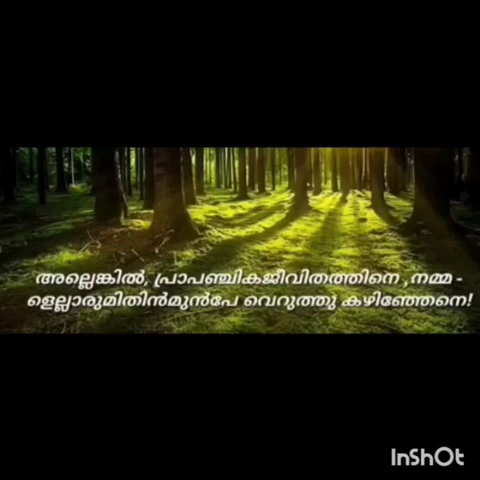 അല്ലെങ്കിൽ, പ്രാപഞ്ചികജീവിതത്തിനെ ,നമ്മ -
ളെല്ലാരുമിതിൻമുൻപേ വെറുത്തു കഴിഞ്ഞേനെ!
InShOt